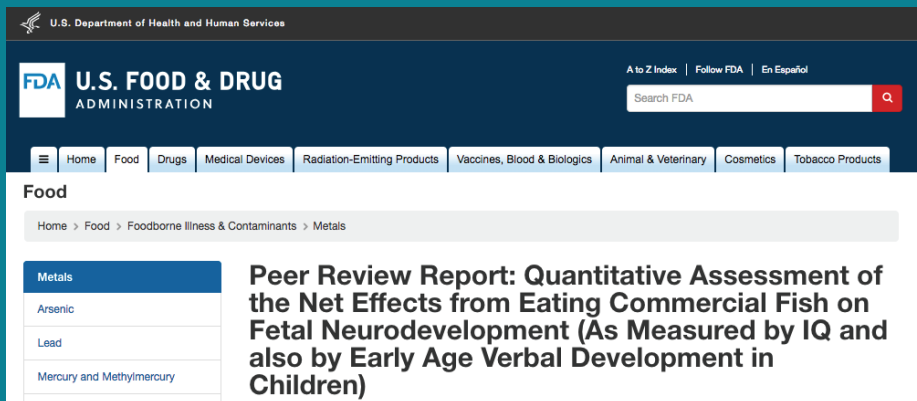 U.S. Department of Health and Human Services
A to Z Index | Follow FDA | En Español
FDA U.S. FOOD & DRUG
ADMINISTRATION
Search FDA
Home Food Drugs Medical Devices Radiation-Emitting Products Vaccines, Blood & Biologics Animal & Veterinary Cosmetics Tobacco Products
Food
Home > Food > Foodborne Illness & Contaminants > Metals
Metals
Arsenic
Lead
Mercury and Methylmercury
Peer Review Report: Quantitative Assessment of
the Net Effects from Eating Commercial Fish on
Fetal Neurodevelopment (As Measured by IQ and
also by Early Age Verbal Development in
Children)